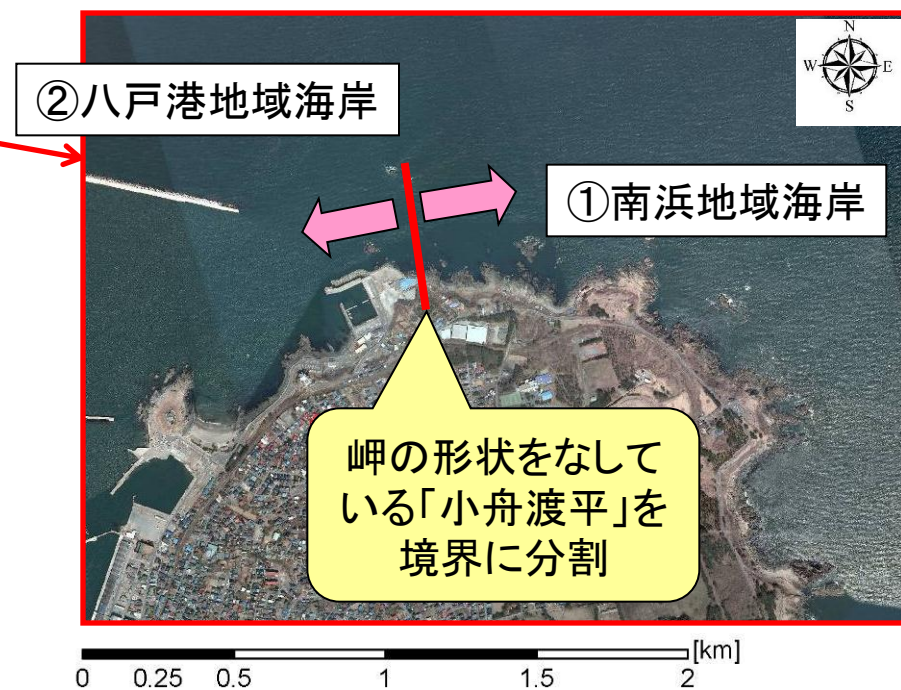 N
W E
S
②八戸港地域海岸
①南浜地域海岸
岬の形状をなして
いる「小舟渡平」を
境界に分割
[km]
0 0.25 0.5 1 1.5 2